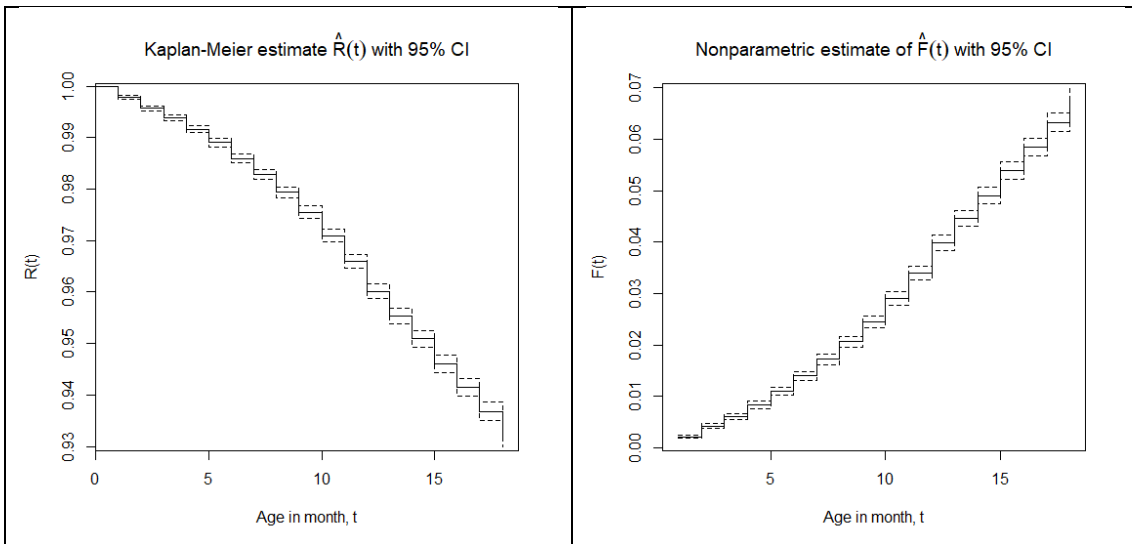 Kaplan-Meier estimate R̂(t) with 95% CI
1.00
0.99
0.98
0.97
0.96
0.95
0.94
0.93
R(t)
0 5 10 15
Age in month, t
Nonparametric estimate of F̂(t) with 95% CI
0.07
0.06
0.05
0.04
0.03
0.02
0.01
0.00
F(t)
5 10 15
Age in month, t